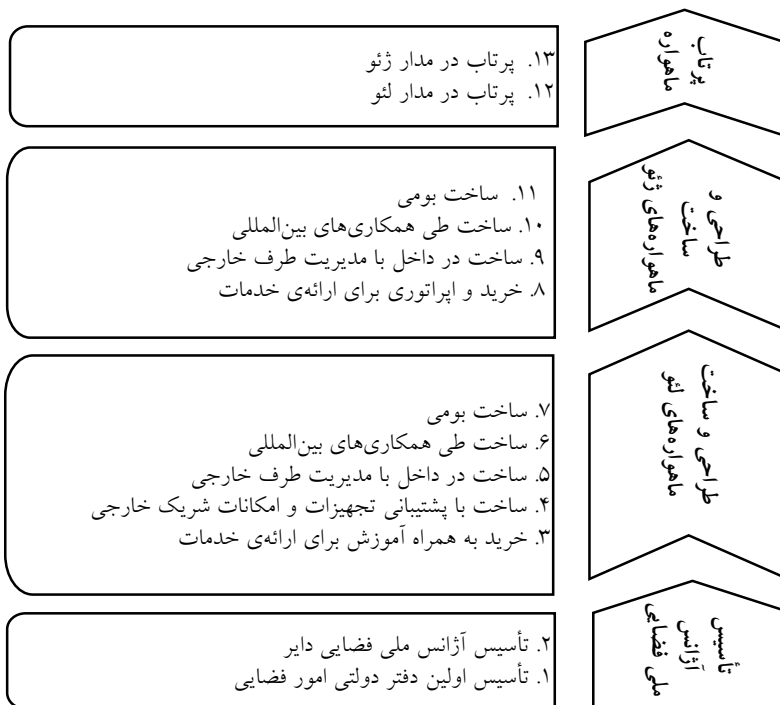 پرتاب
ماهواره
۱۳. پرتاب در مدار ژئو
۱۲. پرتاب در مدار لئو
طراحی و
ساخت
ماهواره‌های ژئو
۱۱. ساخت بومی
۱۰. ساخت طی همکاری‌های بین‌المللی
۹. ساخت در داخل با مدیریت طرف خارجی
۸. خرید و اپراتوری برای ارائه‌ی خدمات
طراحی و ساخت
ماهواره‌های لئو
۷. ساخت بومی
۶. ساخت طی همکاری‌های بین‌المللی
۵. ساخت در داخل با مدیریت طرف خارجی
۴. ساخت با پشتیبانی تجهیزات و امکانات شریک خارجی
۳. خرید به همراه آموزش برای ارائه‌ی خدمات
تأسیس
آژانس
ملی فضایی
۲. تأسیس آژانس ملی فضایی دایر
۱. تأسیس اولین دفتر دولتی امور فضایی